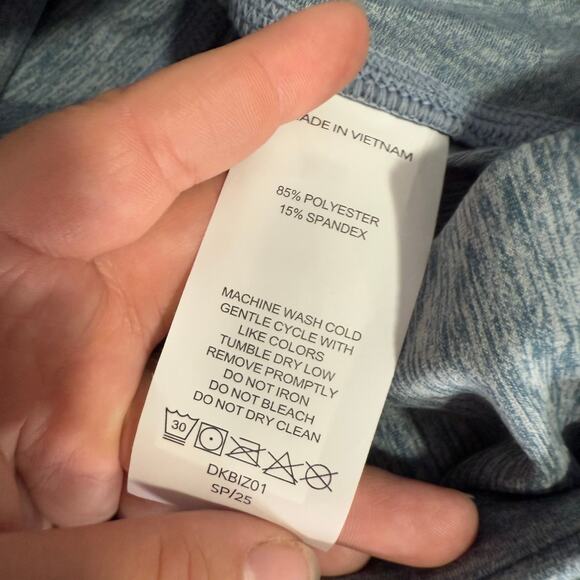 MADE IN VIETNAM
85% POLYESTER
15% SPANDEX
MACHINE WASH COLD
GENTLE CYCLE WITH
LIKE COLORS
TUMBLE DRY LOW
REMOVE PROMPTLY
DO NOT IRON
DO NOT BLEACH
DO NOT DRY CLEAN
30
DKBIZ01
SP/25